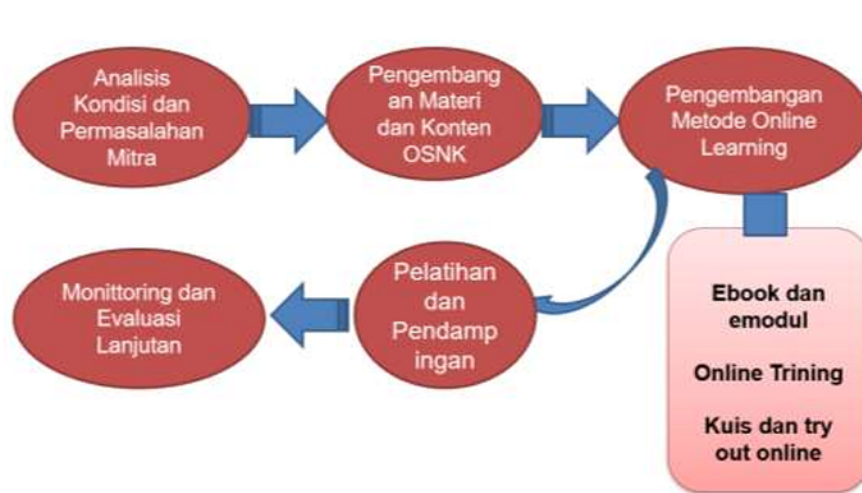 Analisis
Kondisi dan
Permasalahan
Mitra
Pengembang
an Materi
dan Konten
OSNK
Pengembangan
Metode Online
Learning
Ebook dan
emodul
Online Trining
Kuis dan try
out online
Pelatihan
dan
Pendamp
ingan
Monittoring dan
Evaluasi
Lanjutan